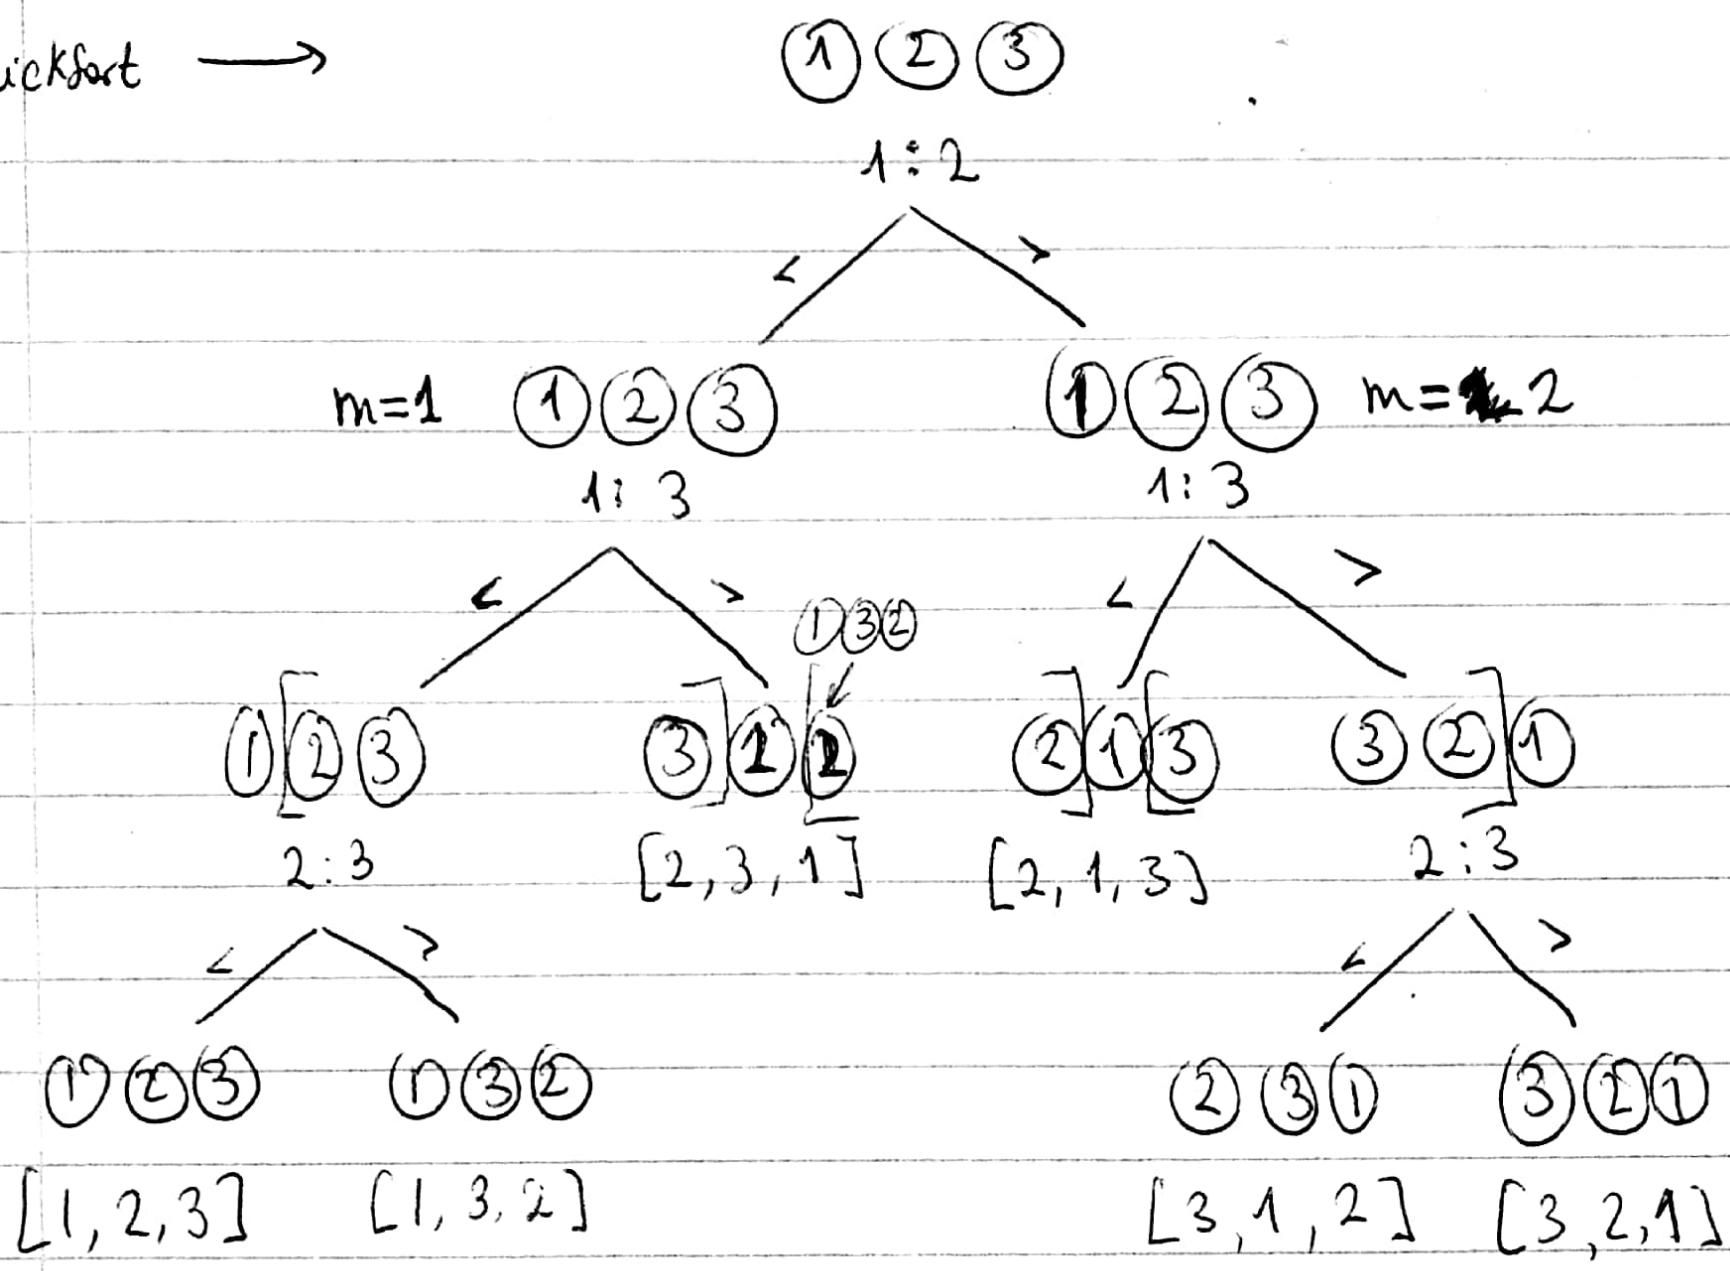 ickSort → 1 2 3
1:2
< >
m=1 1 2 3 1 2 3 m= 2
1:3 1:3
< > < >
1 3 2
1 [ 2 3 3 ] 1 [ 2 ] 1 [ 3 3 2 ] 1
2:3 [2,3,1] [2,1,3] 2:3
< > < >
1 2 3 1 3 2 2 3 1 3 2 1
[1,2,3] [1,3,2] [3,1,2] [3,2,1]